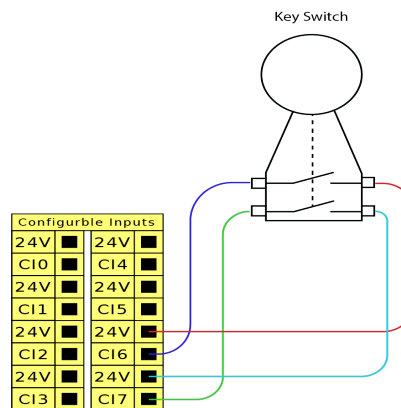 Key Switch
Configurble Inputs
24V 24V
CI0 CI4
24V 24V
CI1 CI5
24V 24V
CI2 CI6
24V 24V
CI3 CI7